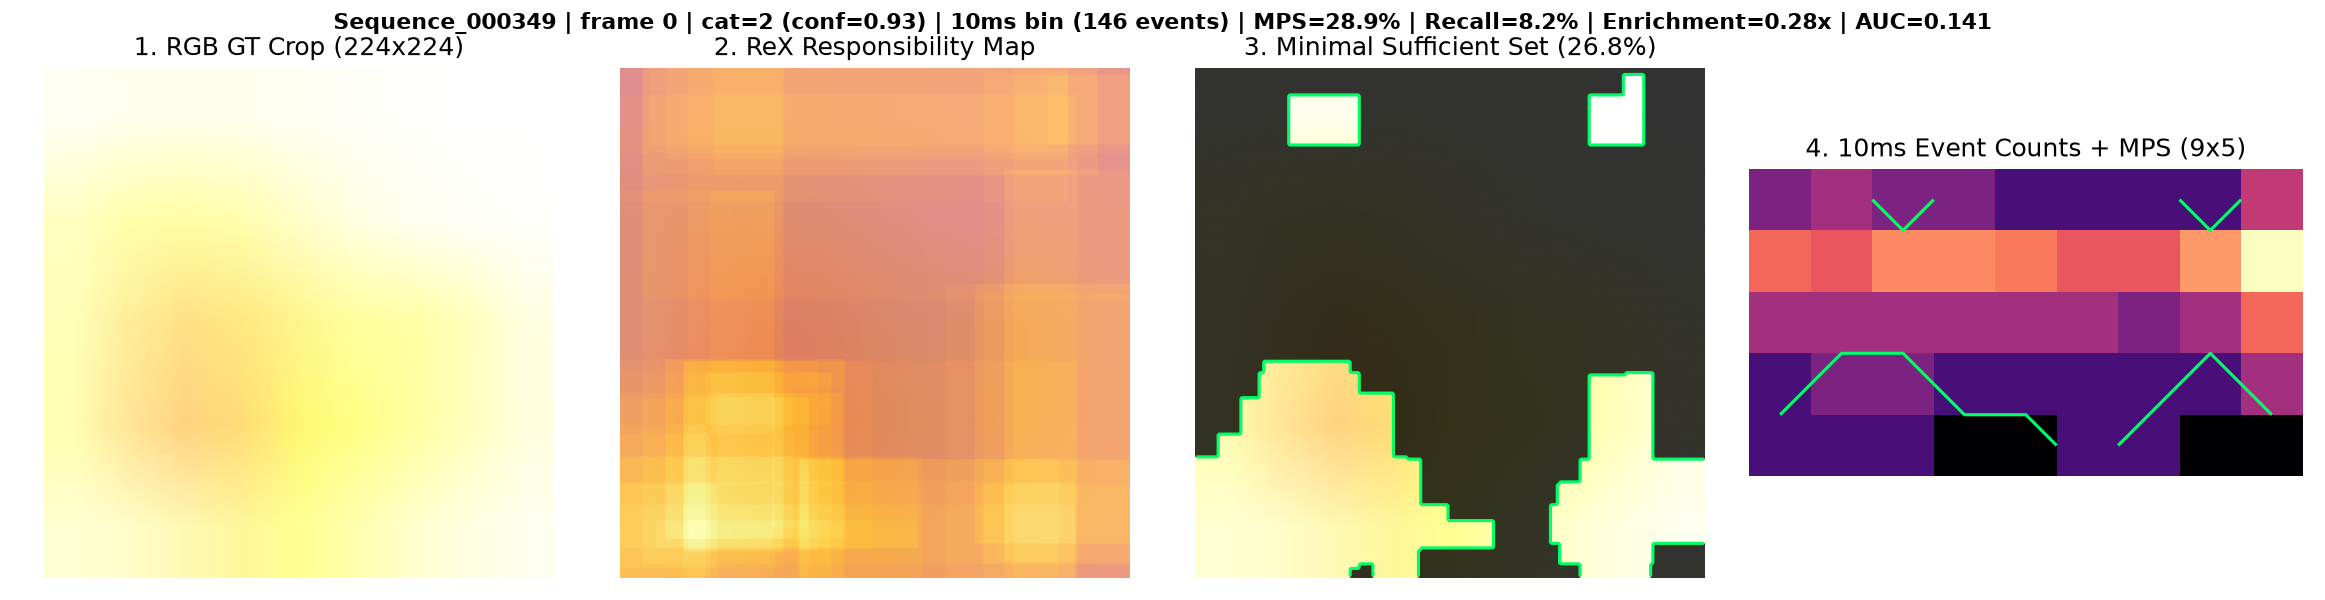 Sequence_000349 | frame 0 | cat=2 (conf=0.93) | 10ms bin (146 events) | MPS=28.9% | Recall=8.2% | Enrichment=0.28x | AUC=0.141
1. RGB GT Crop (224x224)
2. ReX Responsibility Map
3. Minimal Sufficient Set (26.8%)
4. 10ms Event Counts + MPS (9x5)